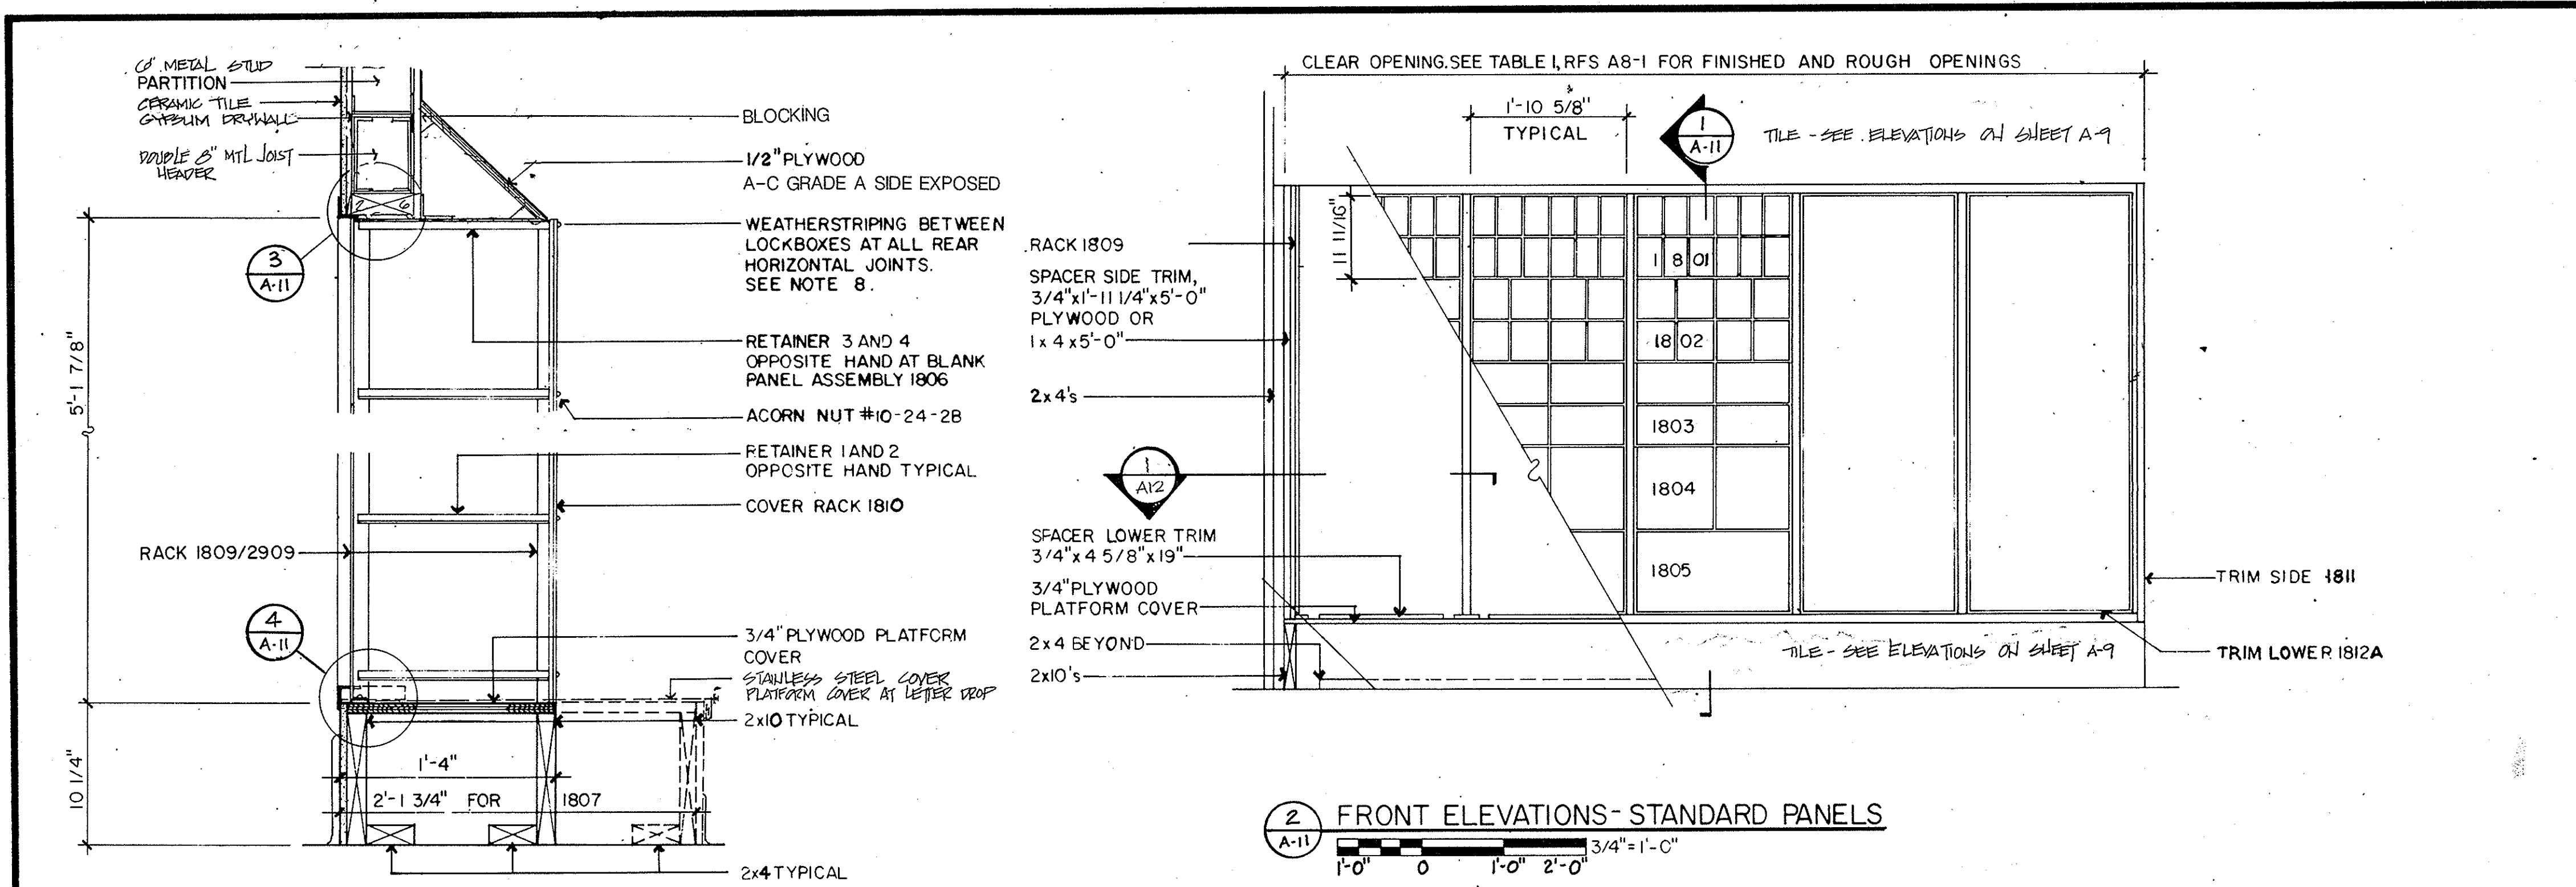 6" METAL STUD
PARTITION
CERAMIC TILE
GYPSUM DRYWALL
DOUBLE 8" MTL JOIST
HEADER
BLOCKING
1/2" PLYWOOD
A-C GRADE A SIDE EXPOSED
2 6
WEATHERSTRIPING BETWEEN
LOCKBOXES AT ALL REAR
HORIZONTAL JOINTS.
SEE NOTE 8.
3
A-11
5'-1 7/8"
RETAINER 3 AND 4
OPPOSITE HAND AT BLANK
PANEL ASSEMBLY 1806
ACORN NUT #10-24-2B
RETAINER 1 AND 2
OPPOSITE HAND TYPICAL
COVER RACK 1810
RACK 1809/2909
4
A-11
3/4" PLYWOOD PLATFORM
COVER
STAINLESS STEEL COVER
PLATFORM COVER AT LETTER DROP
2x10 TYPICAL
10 1/4"
1'-4"
2'-1 3/4" FOR 1807
2x4 TYPICAL
CLEAR OPENING. SEE TABLE 1, RFS A8-1 FOR FINISHED AND ROUGH OPENINGS
1'-10 5/8"
TYPICAL
1
A-11
TILE - SEE ELEVATIONS ON SHEET A-9
11 11/16"
RACK 1809
SPACER SIDE TRIM,
3/4"x1'-11 1/4"x5'-0"
PLYWOOD OR
1x4x5'-0"
2x4's
1801
1802
1803
1804
1805
1
A12
SPACER LOWER TRIM
3/4"x4 5/8"x19"
3/4" PLYWOOD
PLATFORM COVER
2x4 BEYOND
2x10's
TRIM SIDE 1811
TILE - SEE ELEVATIONS ON SHEET A-9
TRIM LOWER 1812A
2
A-11
FRONT ELEVATIONS - STANDARD PANELS
3/4"=1'-0"
1'-0" 0 1'-0" 2'-0"